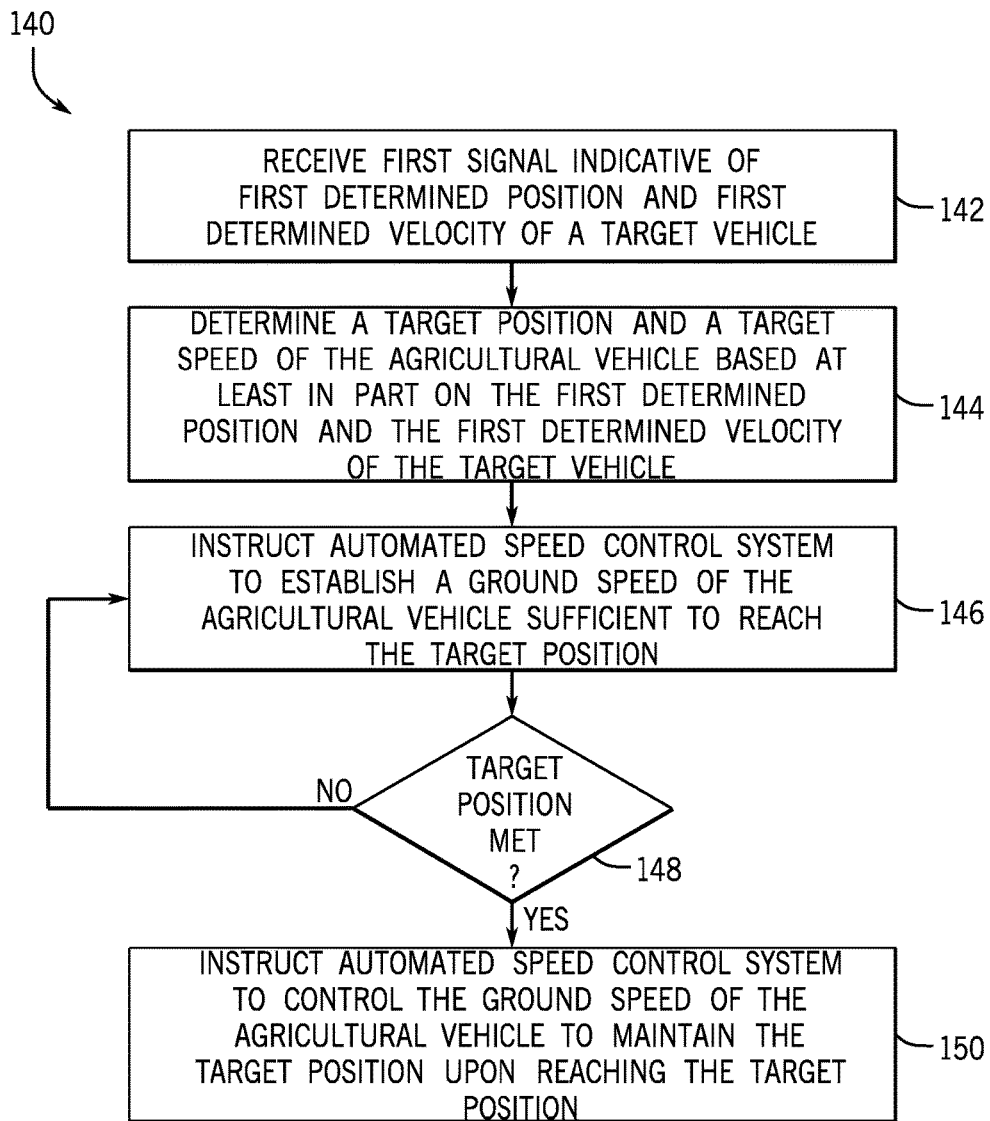 140
RECEIVE FIRST SIGNAL INDICATIVE OF
FIRST DETERMINED POSITION AND FIRST
DETERMINED VELOCITY OF A TARGET VEHICLE
142
DETERMINE A TARGET POSITION AND A TARGET
SPEED OF THE AGRICULTURAL VEHICLE BASED AT
LEAST IN PART ON THE FIRST DETERMINED
POSITION AND THE FIRST DETERMINED VELOCITY
OF THE TARGET VEHICLE
144
INSTRUCT AUTOMATED SPEED CONTROL SYSTEM
TO ESTABLISH A GROUND SPEED OF THE
AGRICULTURAL VEHICLE SUFFICIENT TO REACH
THE TARGET POSITION
146
TARGET
POSITION
MET
?
NO
148
YES
INSTRUCT AUTOMATED SPEED CONTROL SYSTEM
TO CONTROL THE GROUND SPEED OF THE
AGRICULTURAL VEHICLE TO MAINTAIN THE
TARGET POSITION UPON REACHING THE TARGET
POSITION
150